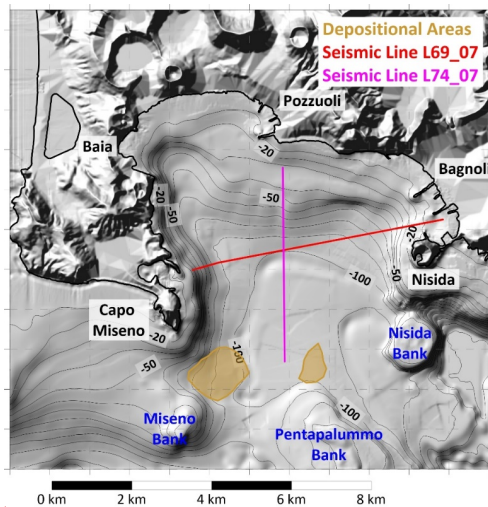 Depositional Areas
Seismic Line L69_07
Seismic Line L74_07
Pozzuoli
Baia
-20
-20
Bagnoli
-20
-50
-50
-20
-50
Nisida
-100
Capo
Miseno
-20
-50
-100
Nisida
Bank
Miseno
Bank
-100
Pentapalummo
Bank
0 km
2 km
4 km
6 km
8 km